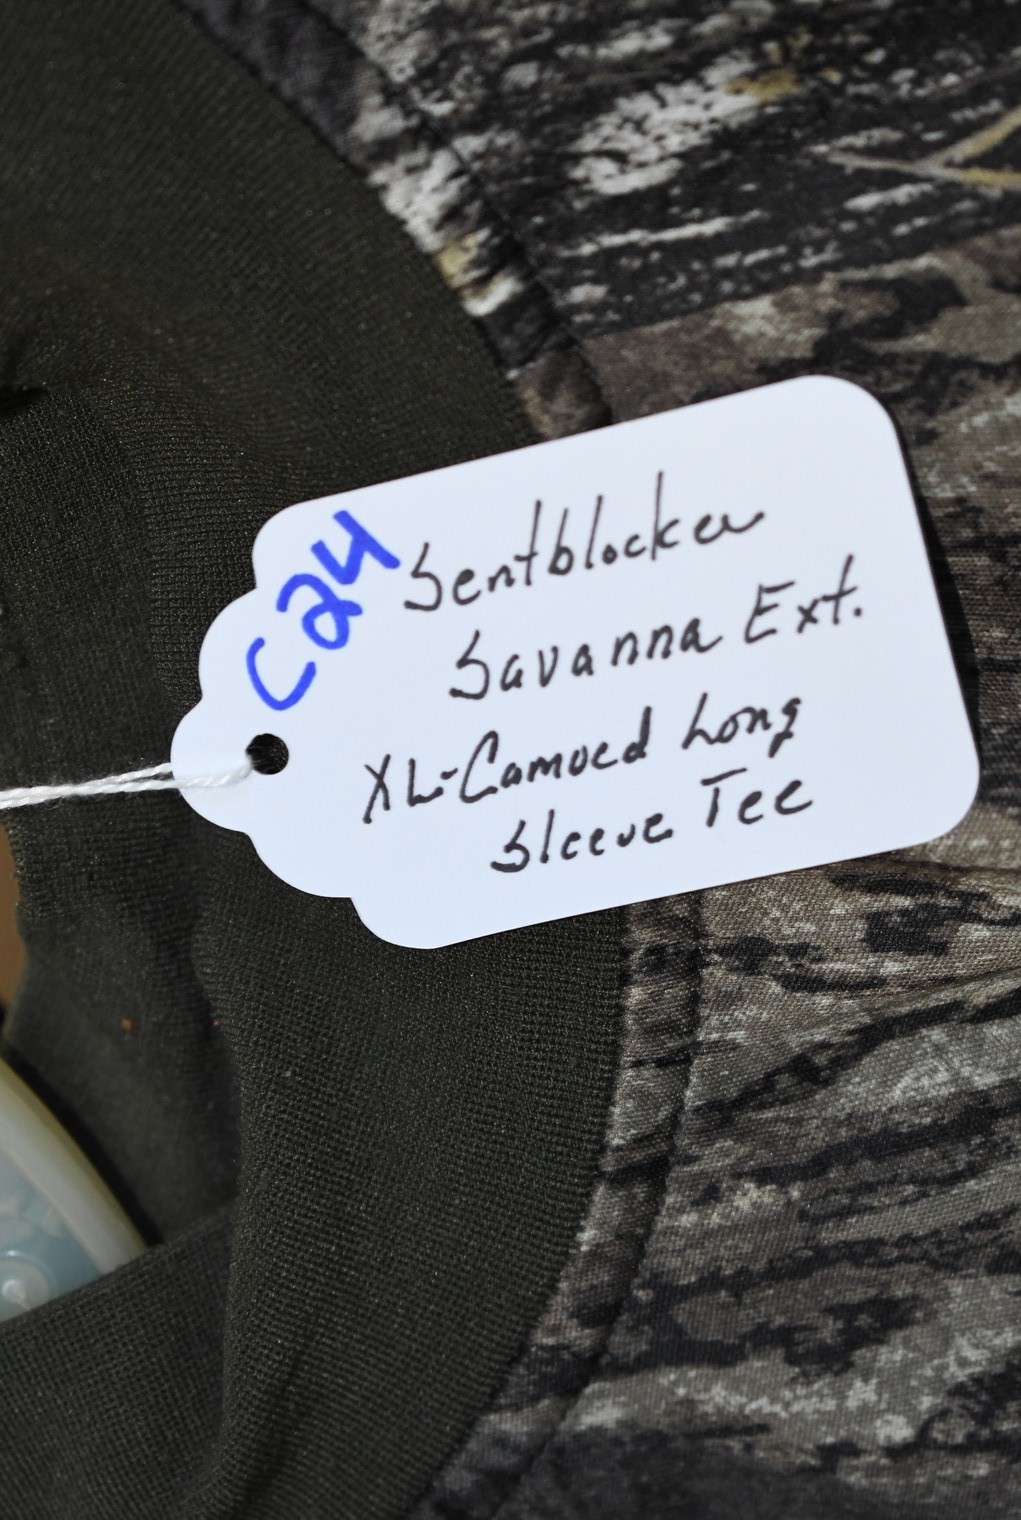 C24
Sentblocker
Savanna Ext.
XL-Camoed Long
Sleeve Tee